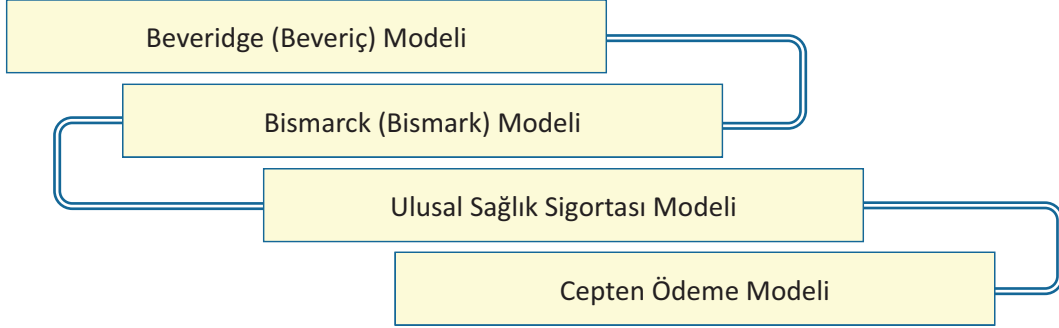 Beveridge (Beveriç) Modeli
Bismarck (Bismark) Modeli
Ulusal Sağlık Sigortası Modeli
Cepten Ödeme Modeli